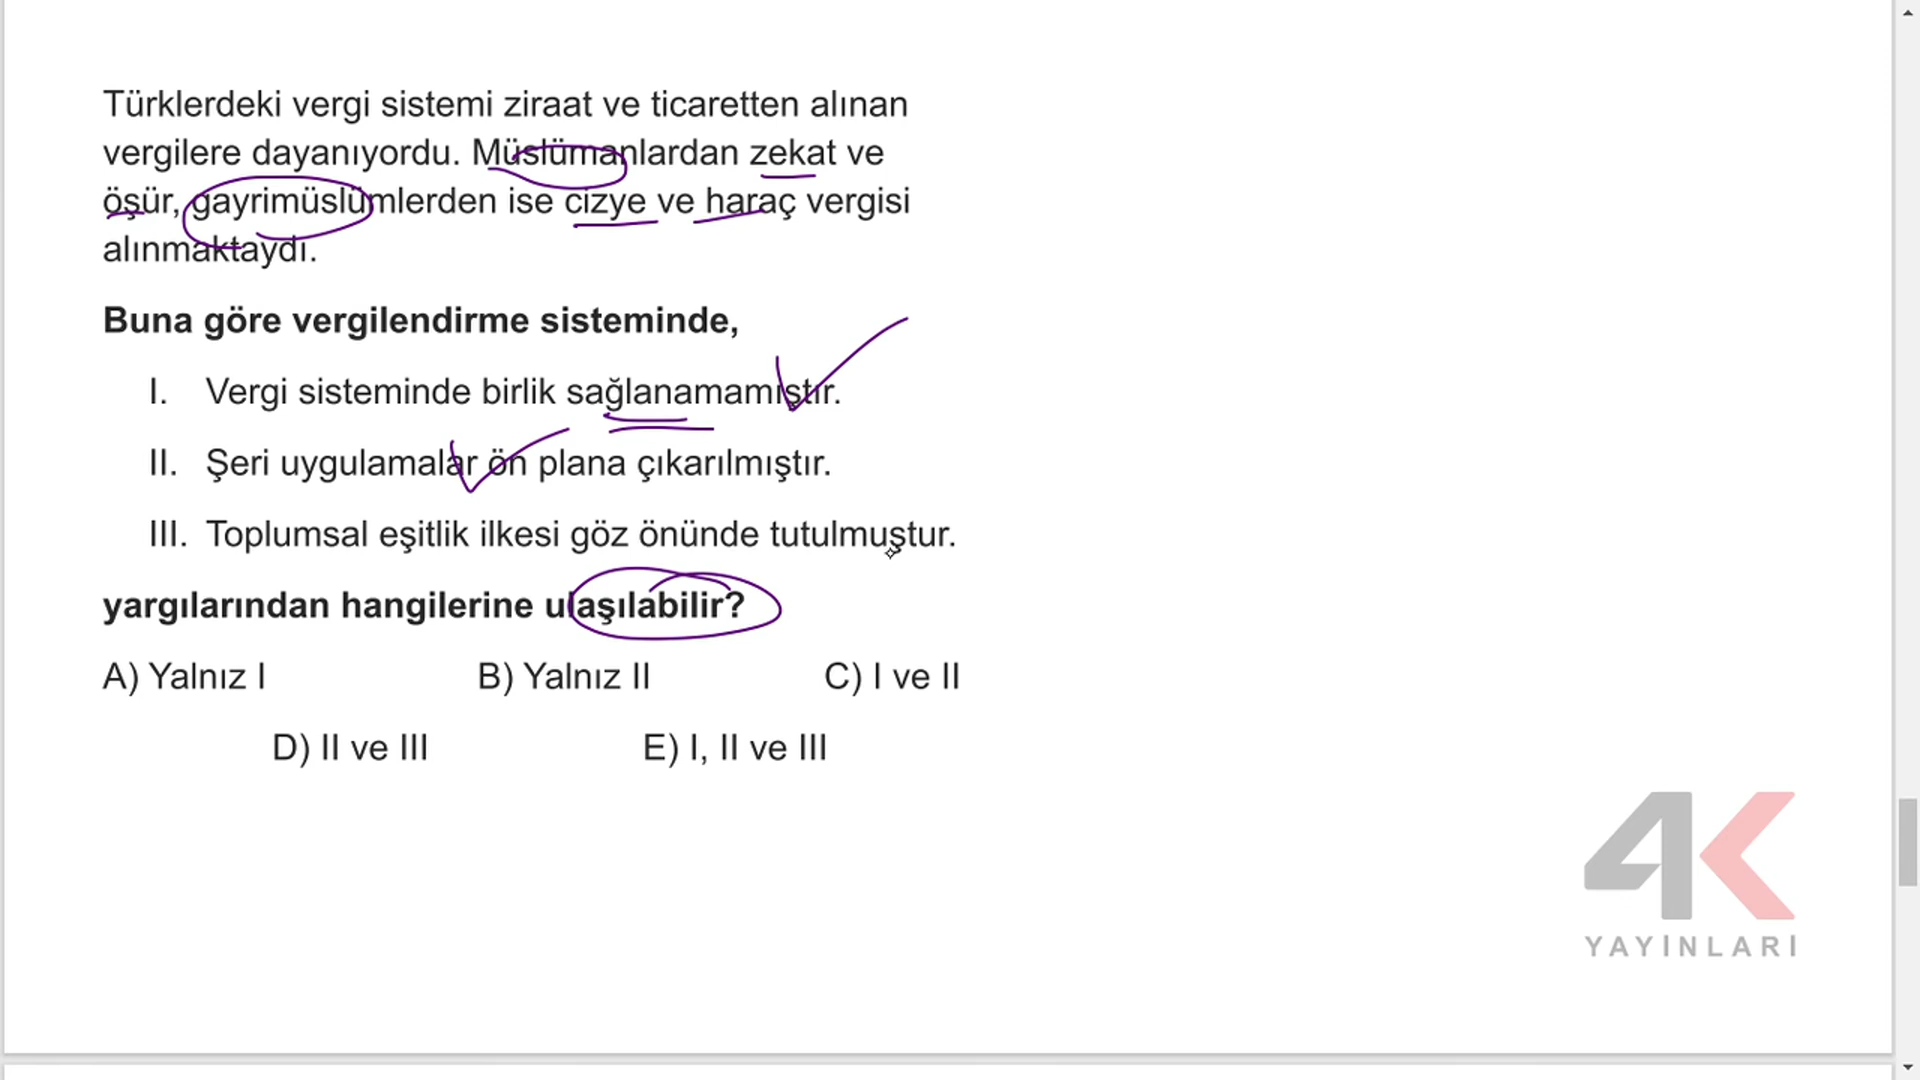 Türklerdeki vergi sistemi ziraat ve ticaretten alınan
vergilere dayanıyordu. Müslümanlardan zekat ve
öşür, gayrimüslümlerden ise cizye ve haraç vergisi
alınmaktaydı.
Buna göre vergilendirme sisteminde,
I. Vergi sisteminde birlik sağlanamamıştır.
II. Şeri uygulamalar ön plana çıkarılmıştır.
III. Toplumsal eşitlik ilkesi göz önünde tutulmuştur.
yargılarından hangilerine ulaşılabilir?
A) Yalnız I B) Yalnız II C) I ve II
D) II ve III E) I, II ve III
4K
YAYINLARI